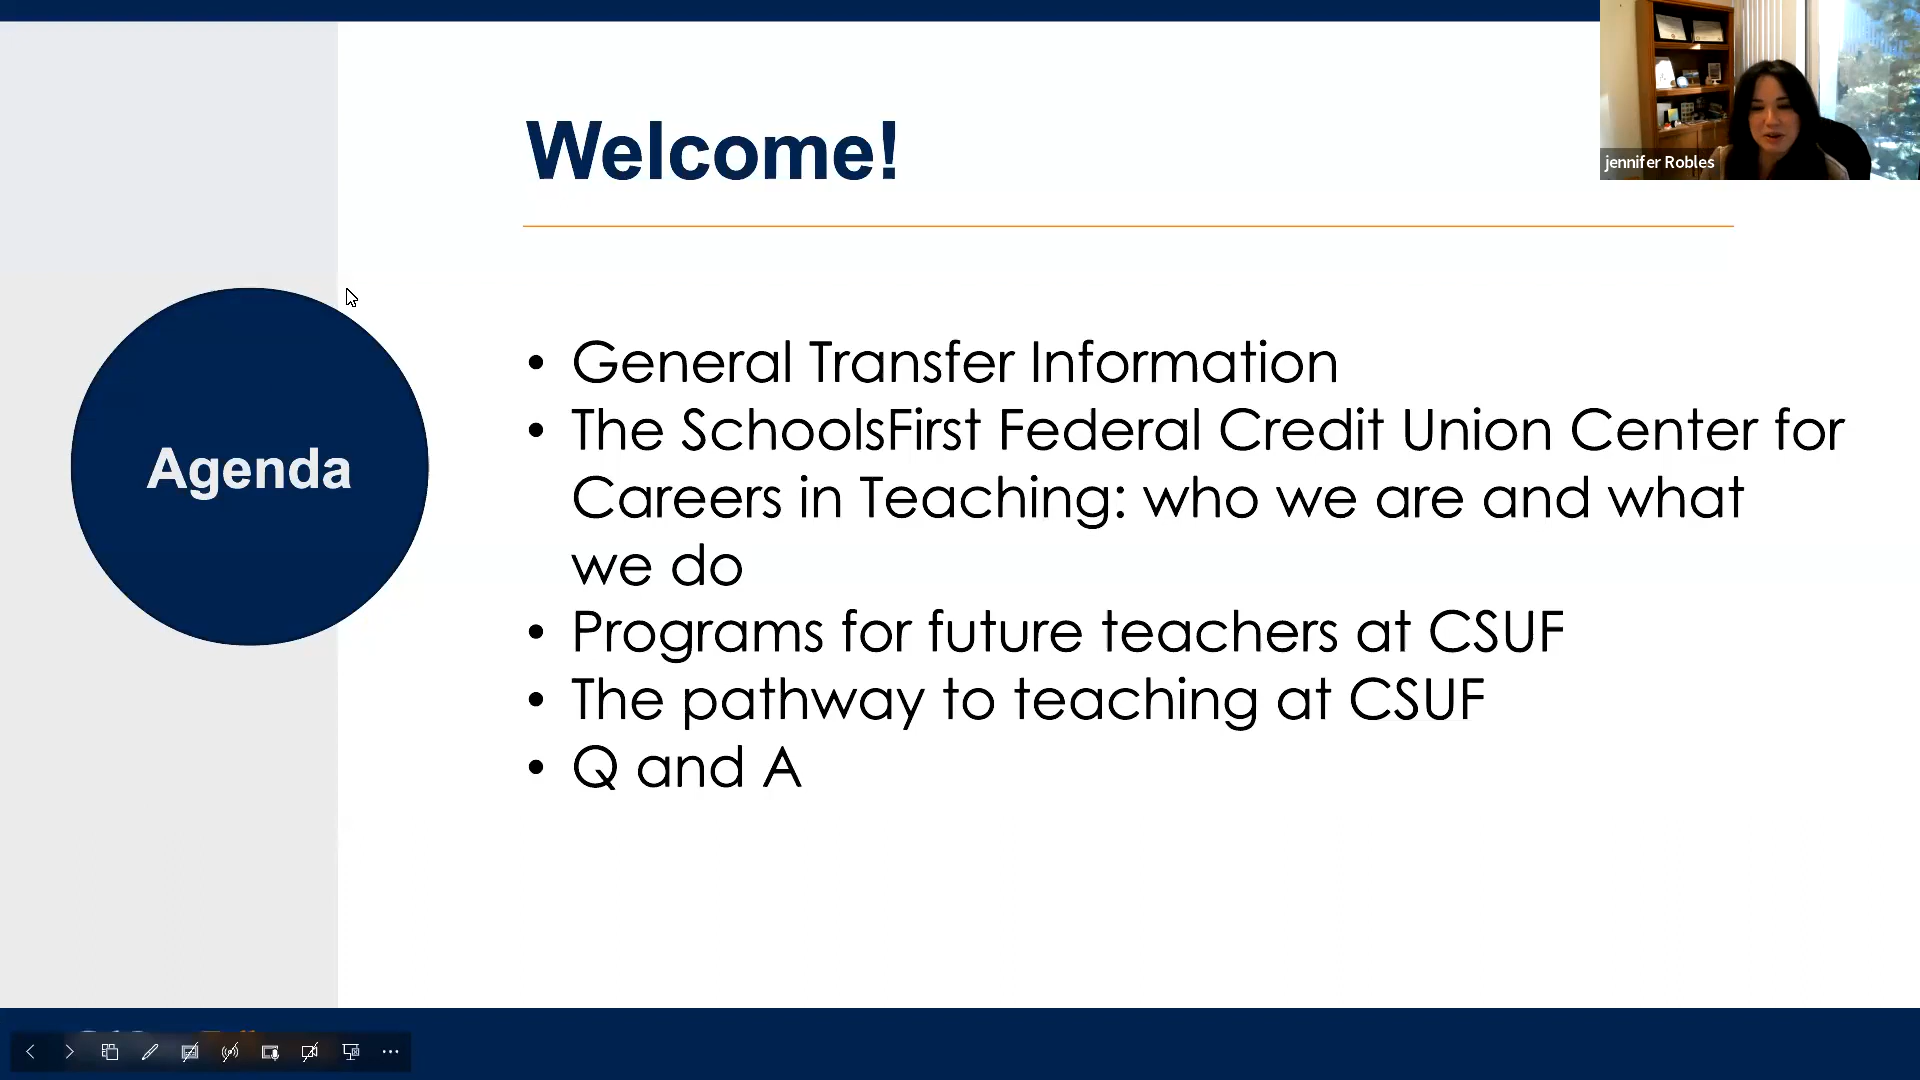 Welcome!
jennifer Robles
Agenda
• General Transfer Information
• The SchoolsFirst Federal Credit Union Center for
Careers in Teaching: who we are and what
we do
• Programs for future teachers at CSUF
• The pathway to teaching at CSUF
• Q and A